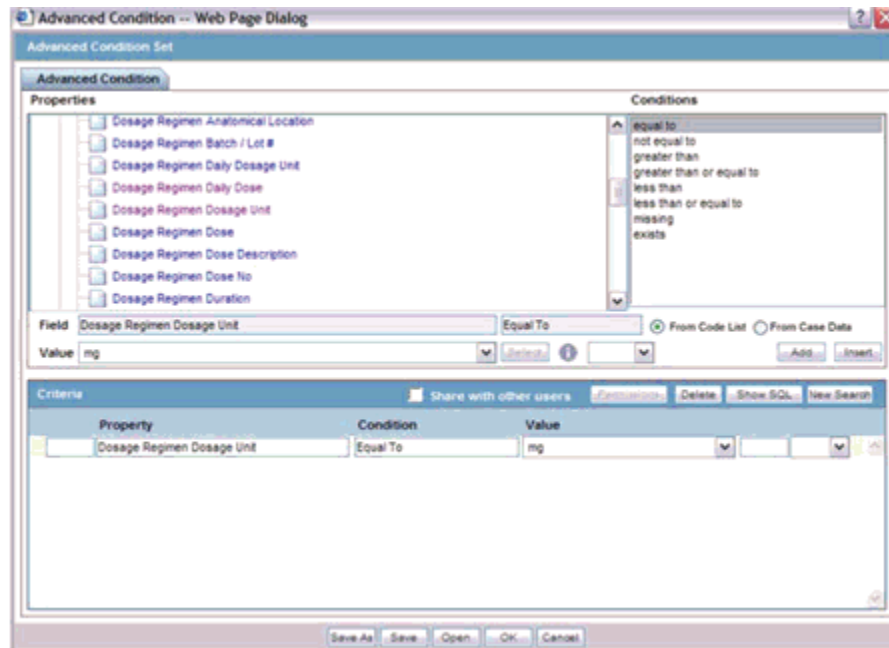 Advanced Condition -- Web Page Dialog
Advanced Condition Set
Advanced Condition
Properties Conditions
Dosage Regimen Anatomical Location
Dosage Regimen Batch / Lot #
Dosage Regimen Daily Dosage Unit
Dosage Regimen Daily Dose
Dosage Regimen Dosage Unit
Dosage Regimen Dose
Dosage Regimen Dose Description
Dosage Regimen Dose No
Dosage Regimen Duration
equal to
not equal to
greater than
greater than or equal to
less than
less than or equal to
missing
exists
Field Dosage Regimen Dosage Unit Equal To From Code List From Case Data
Value mg Select Add Insert
Criteria Share with other users Delete Show SQL New Search
Property Condition Value
Dosage Regimen Dosage Unit Equal To mg
Save As Save Open OK Cancel